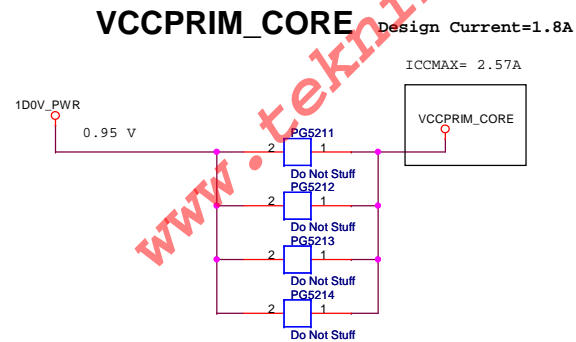 VCCPRIM_CORE Design Current=1.8A
ICCMAX= 2.57A
1D0V_PWR
VCCPRIM_CORE
0.95 V
PG5211
2 1
Do Not Stuff
PG5212
2 1
Do Not Stuff
PG5213
2 1
Do Not Stuff
PG5214
2 1
Do Not Stuff
www.tekni